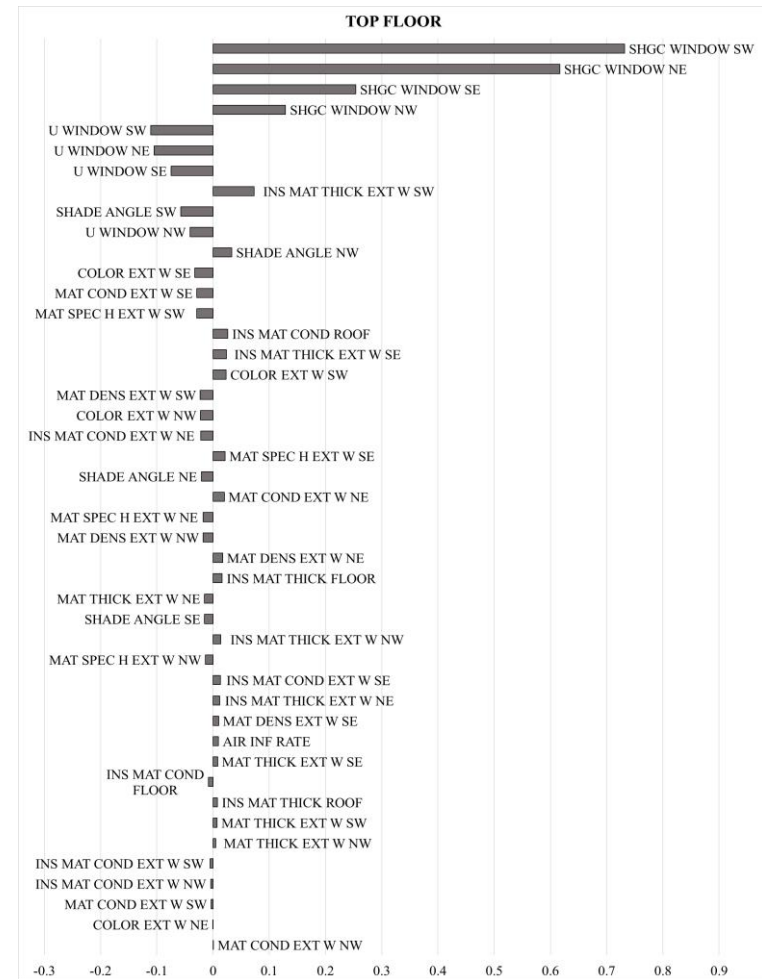 TOP FLOOR
SHGC WINDOW SW
SHGC WINDOW NE
SHGC WINDOW SE
SHGC WINDOW NW
U WINDOW SW
U WINDOW NE
U WINDOW SE
INS MAT THICK EXT W SW
SHADE ANGLE SW
U WINDOW NW
SHADE ANGLE NW
COLOR EXT W SE
MAT COND EXT W SE
MAT SPEC H EXT W SW
INS MAT COND ROOF
INS MAT THICK EXT W SE
COLOR EXT W SW
MAT DENS EXT W SW
COLOR EXT W NW
INS MAT COND EXT W NE
MAT SPEC H EXT W SE
SHADE ANGLE NE
MAT COND EXT W NE
MAT SPEC H EXT W NE
MAT DENS EXT W NW
MAT DENS EXT W NE
INS MAT THICK FLOOR
MAT THICK EXT W NE
SHADE ANGLE SE
INS MAT THICK EXT W NW
MAT SPEC H EXT W NW
INS MAT COND EXT W SE
INS MAT THICK EXT W NE
MAT DENS EXT W SE
AIR INF RATE
MAT THICK EXT W SE
INS MAT COND
FLOOR
INS MAT THICK ROOF
MAT THICK EXT W SW
MAT THICK EXT W NW
INS MAT COND EXT W SW
INS MAT COND EXT W NW
MAT COND EXT W SW
COLOR EXT W NE
MAT COND EXT W NW
-0.3 -0.2 -0.1 0 0.1 0.2 0.3 0.4 0.5 0.6 0.7 0.8 0.9